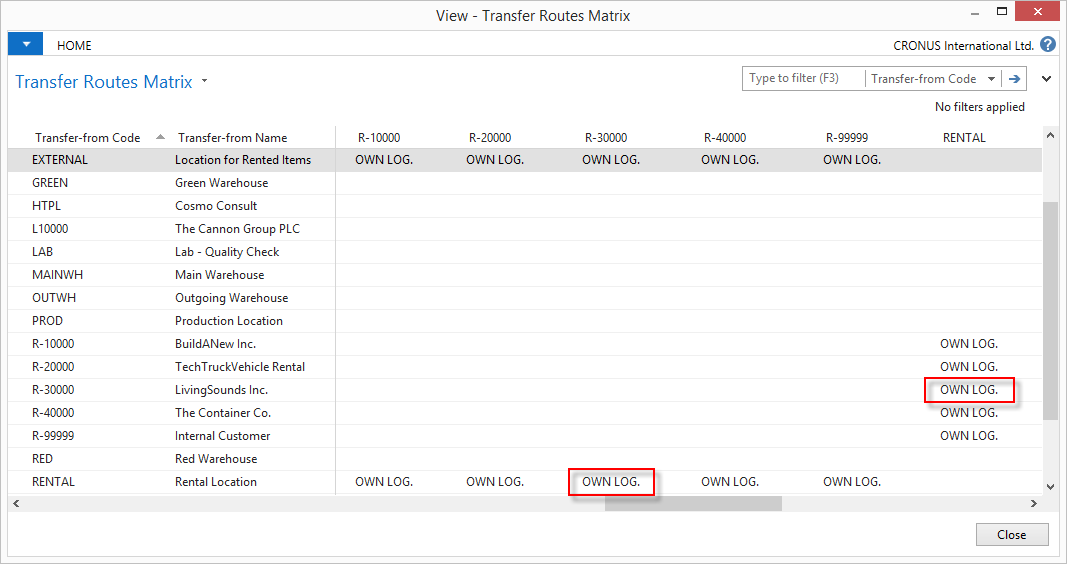 View - Transfer Routes Matrix
HOME
CRONUS International Ltd. ?
Transfer Routes Matrix
Type to filter (F3) Transfer-from Code
No filters applied
Transfer-from Code Transfer-from Name R-10000 R-20000 R-30000 R-40000 R-99999 RENTAL
EXTERNAL Location for Rented Items OWN LOG. OWN LOG. OWN LOG. OWN LOG. OWN LOG.
GREEN Green Warehouse
HTPL Cosmo Consult
L10000 The Cannon Group PLC
LAB Lab - Quality Check
MAINWH Main Warehouse
OUTWH Outgoing Warehouse
PROD Production Location
R-10000 BuildANew Inc. OWN LOG.
R-20000 TechTruckVehicle Rental OWN LOG.
R-30000 LivingSounds Inc. OWN LOG.
R-40000 The Container Co. OWN LOG.
R-99999 Internal Customer OWN LOG.
RED Red Warehouse
RENTAL Rental Location OWN LOG. OWN LOG. OWN LOG. OWN LOG. OWN LOG.
Close